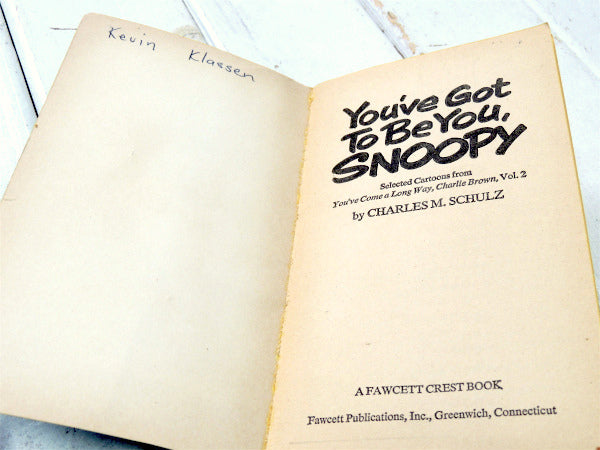 Kevin Klassen
You've Got
To Be You,
SNOOPY
Selected Cartoons from
You've Come a Long Way, Charlie Brown, Vol. 2
by CHARLES M. SCHULZ
A FAWCETT CREST BOOK
Fawcett Publications, Inc., Greenwich, Connecticut